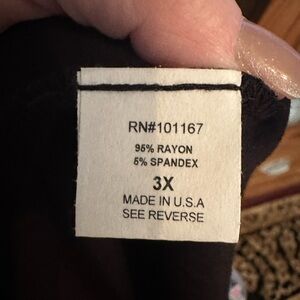 RN#101167
95% RAYON
5% SPANDEX
3X
MADE IN U.S.A
SEE REVERSE